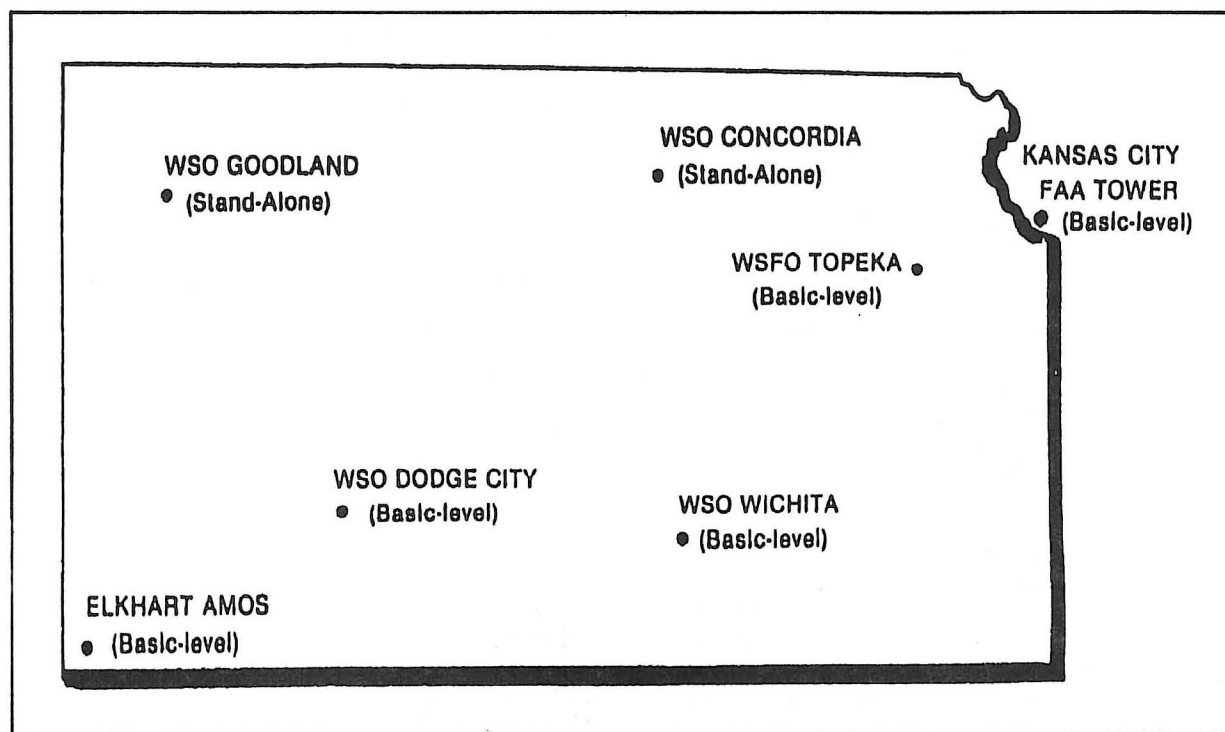 WSO GOODLAND
(Stand-Alone)
WSO CONCORDIA
(Stand-Alone)
KANSAS CITY
FAA TOWER
(Basic-level)
WSFO TOPEKA
(Basic-level)
WSO DODGE CITY
(Basic-level)
WSO WICHITA
(Basic-level)
ELKHART AMOS
(Basic-level)